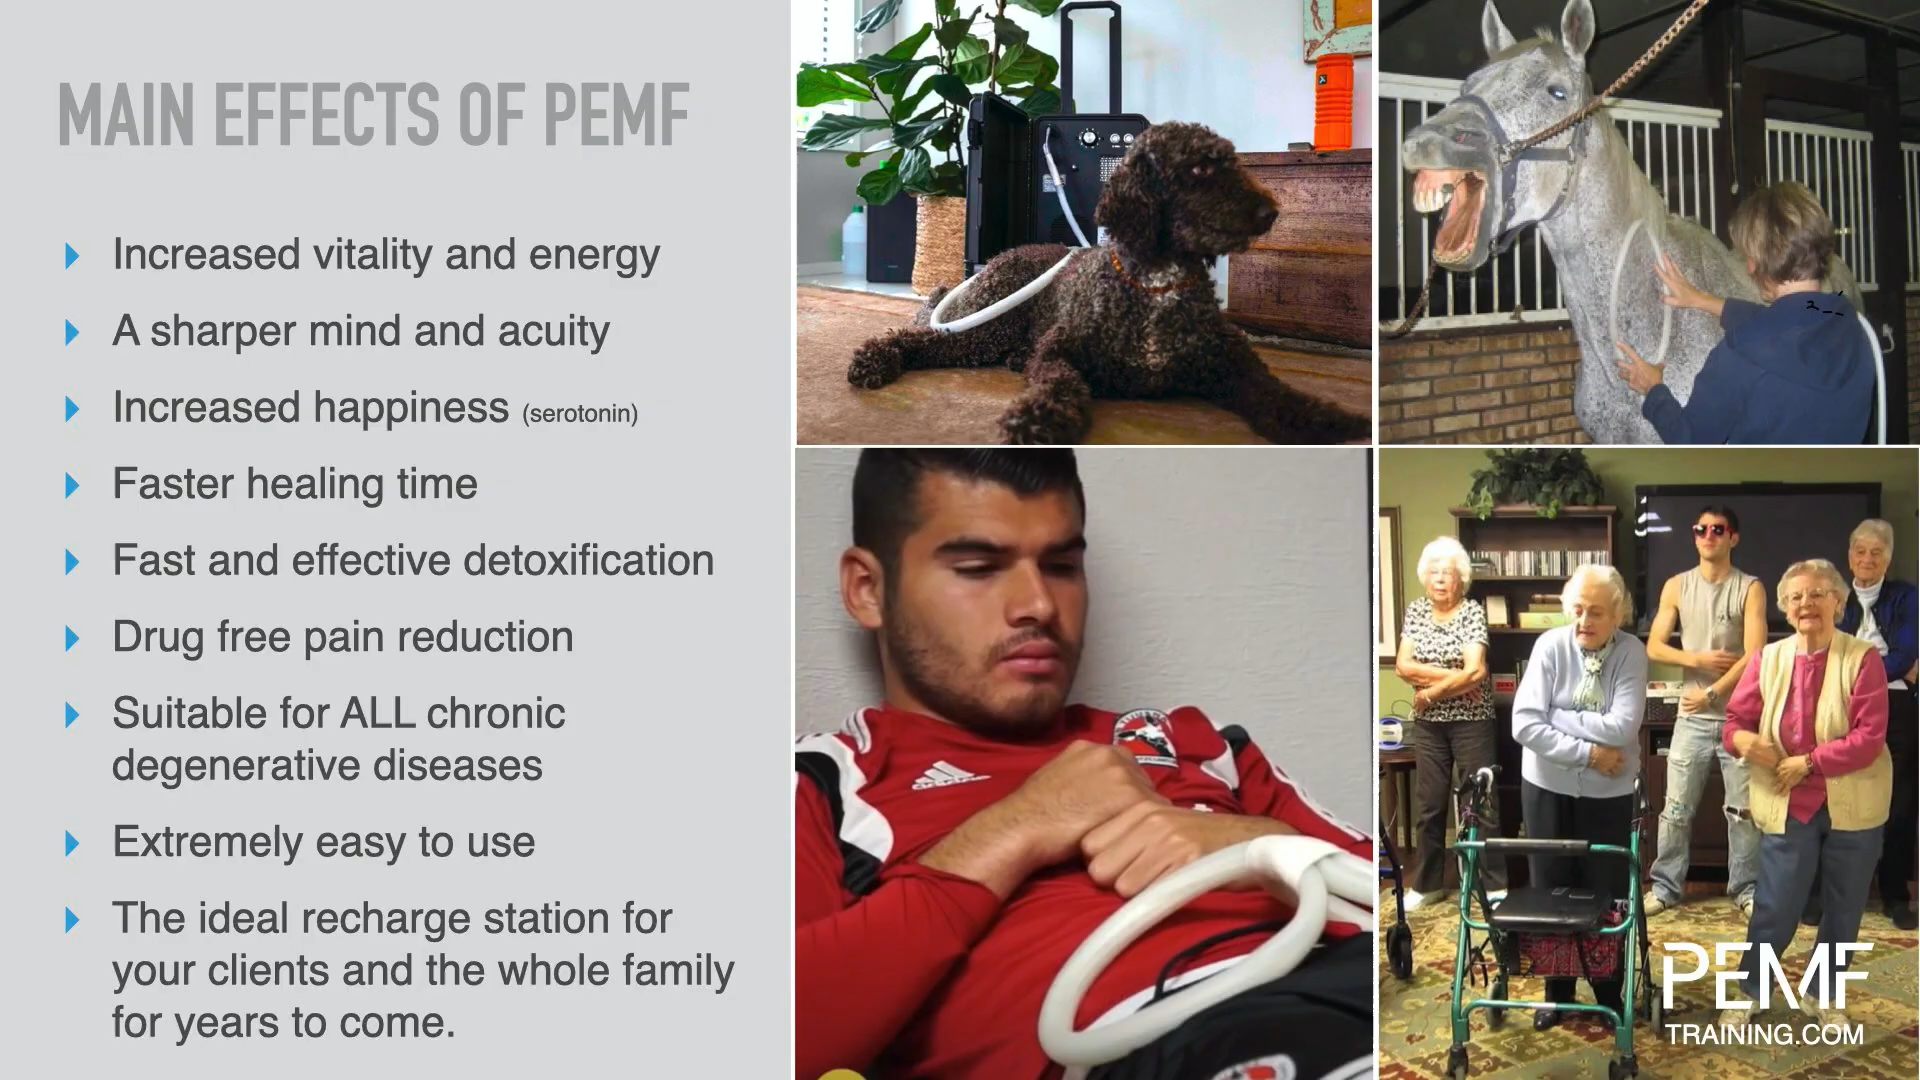 MAIN EFFECTS OF PEMF
Increased vitality and energy
A sharper mind and acuity
Increased happiness (serotonin)
Faster healing time
Fast and effective detoxification
Drug free pain reduction
Suitable for ALL chronic
degenerative diseases
Extremely easy to use
The ideal recharge station for
your clients and the whole family
for years to come.
adidas
PEMF
TRAINING.COM